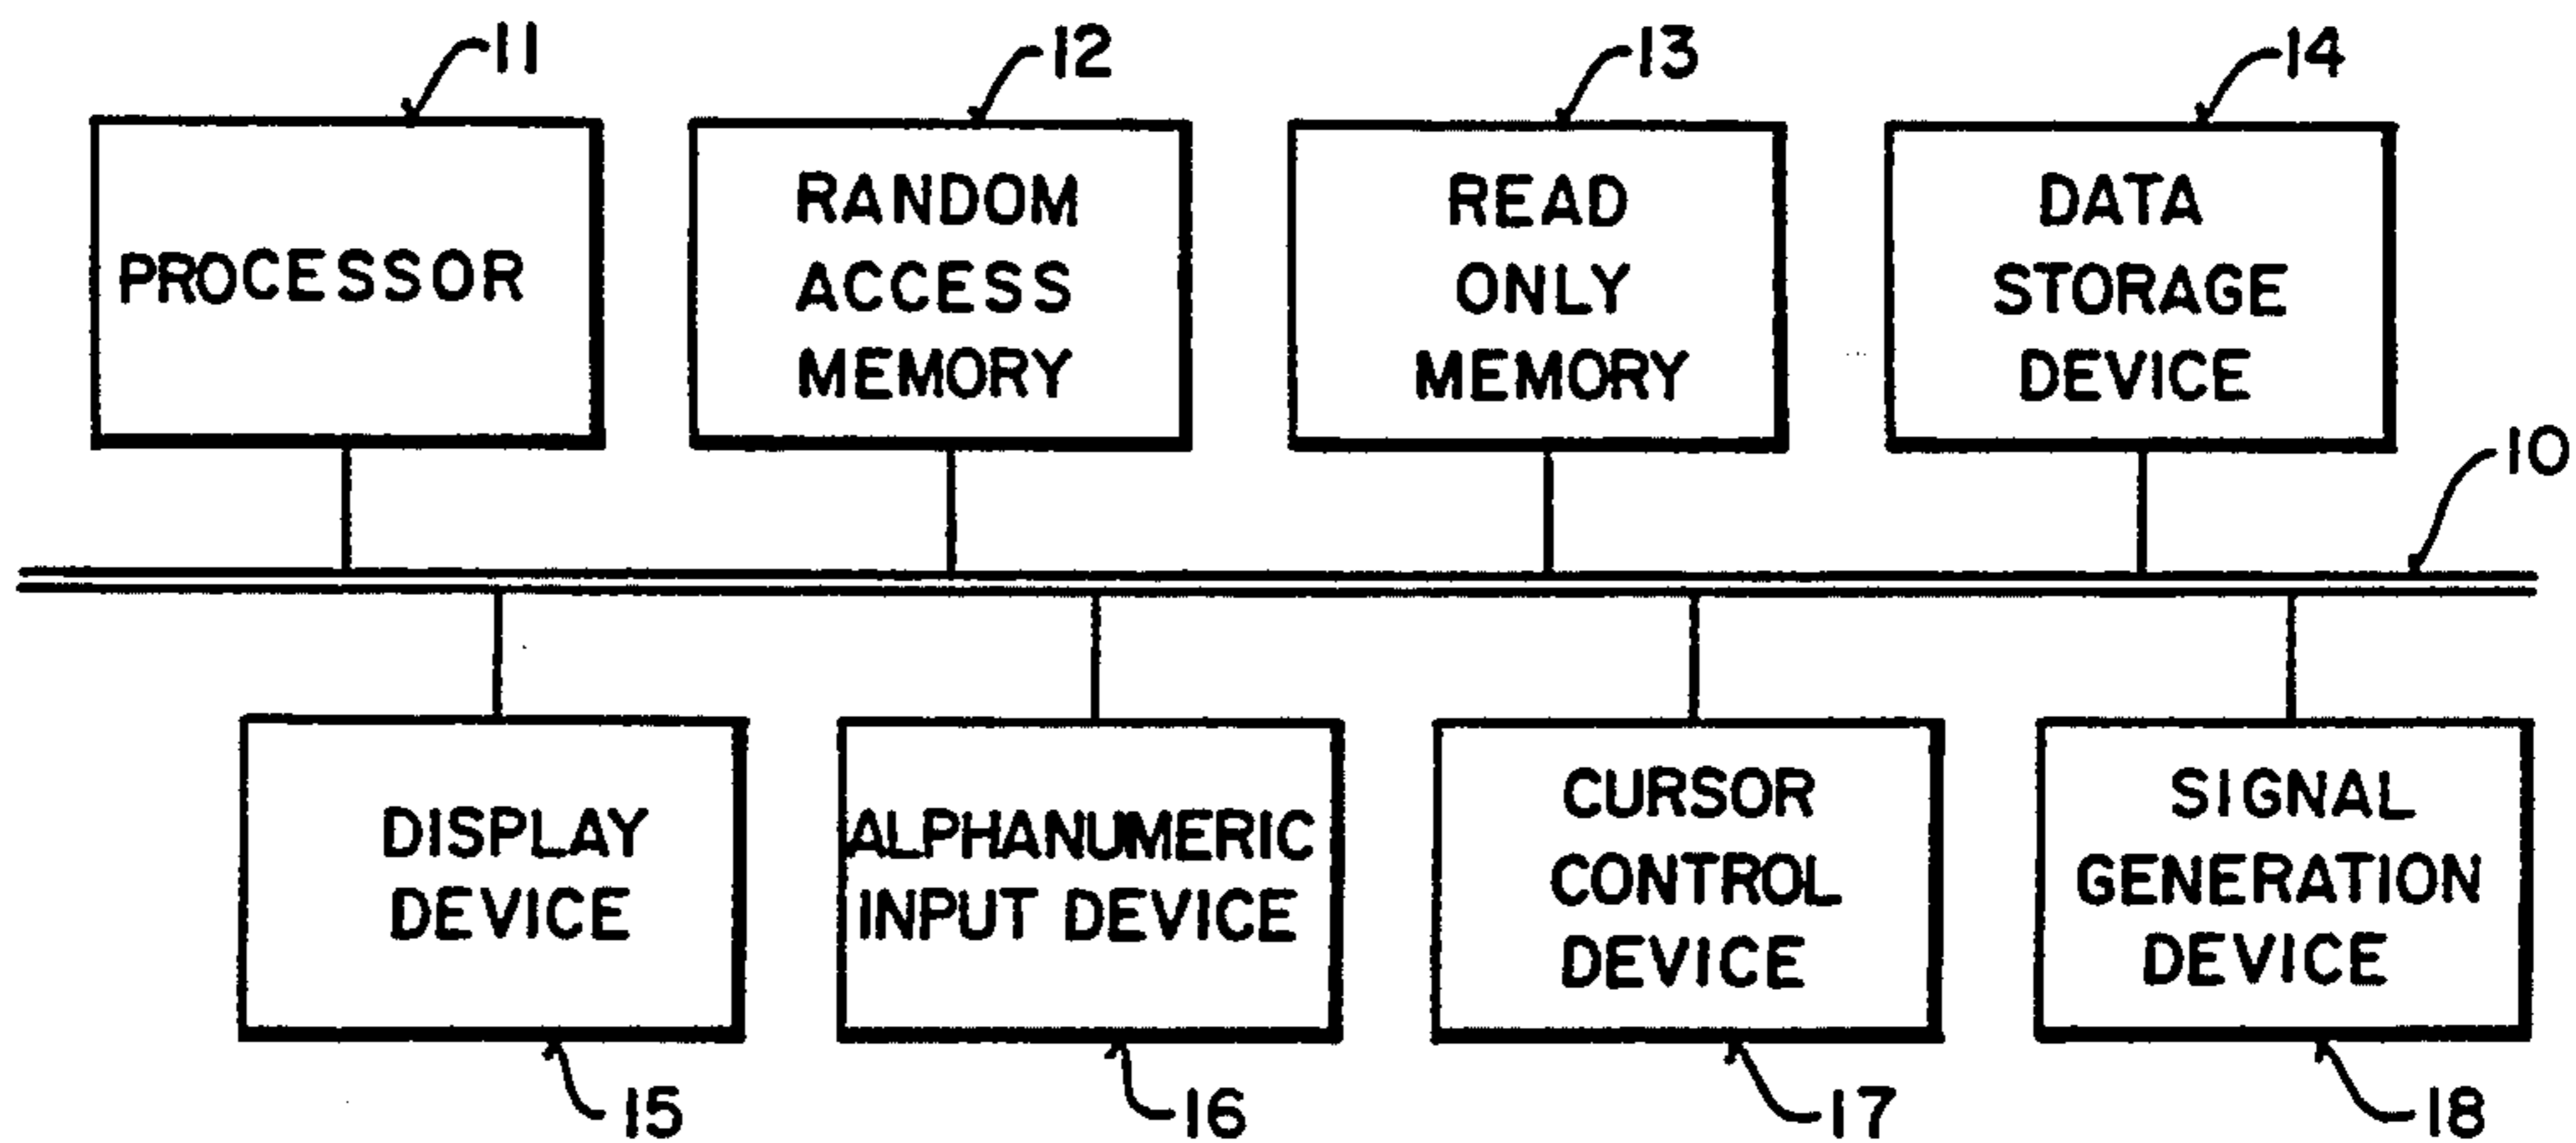 11
12
13
14
PROCESSOR
RANDOM
ACCESS
MEMORY
READ
ONLY
MEMORY
DATA
STORAGE
DEVICE
10
DISPLAY
DEVICE
ALPHANUMERIC
INPUT DEVICE
CURSOR
CONTROL
DEVICE
SIGNAL
GENERATION
DEVICE
15
16
17
18